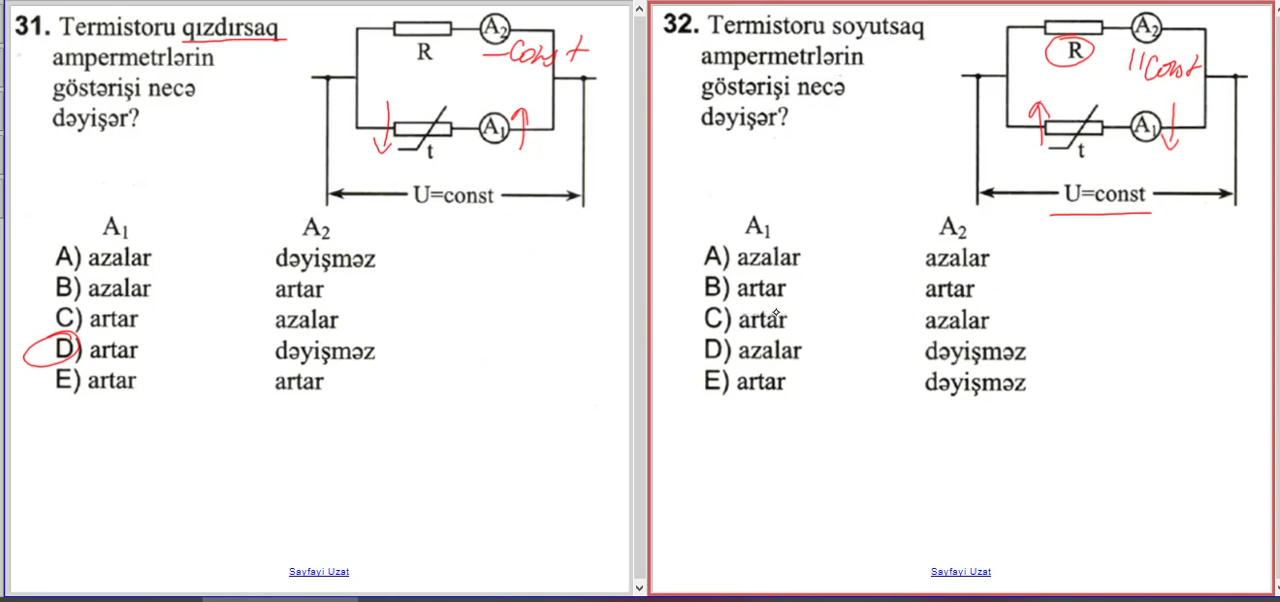 31. Termistoru qızdırsaq
ampermetrlərin
göstərişi necə
dəyişər?
A2
R
const
A1
t
U=const
A1 A2
A) azalar dəyişməz
B) azalar artar
C) artar azalar
D) artar dəyişməz
E) artar artar
Sayfayi Uzat
32. Termistoru soyutsaq
ampermetrlərin
göstərişi necə
dəyişər?
A2
R
const
A1
t
U=const
A1 A2
A) azalar azalar
B) artar artar
C) artar azalar
D) azalar dəyişməz
E) artar dəyişməz
Sayfayi Uzat